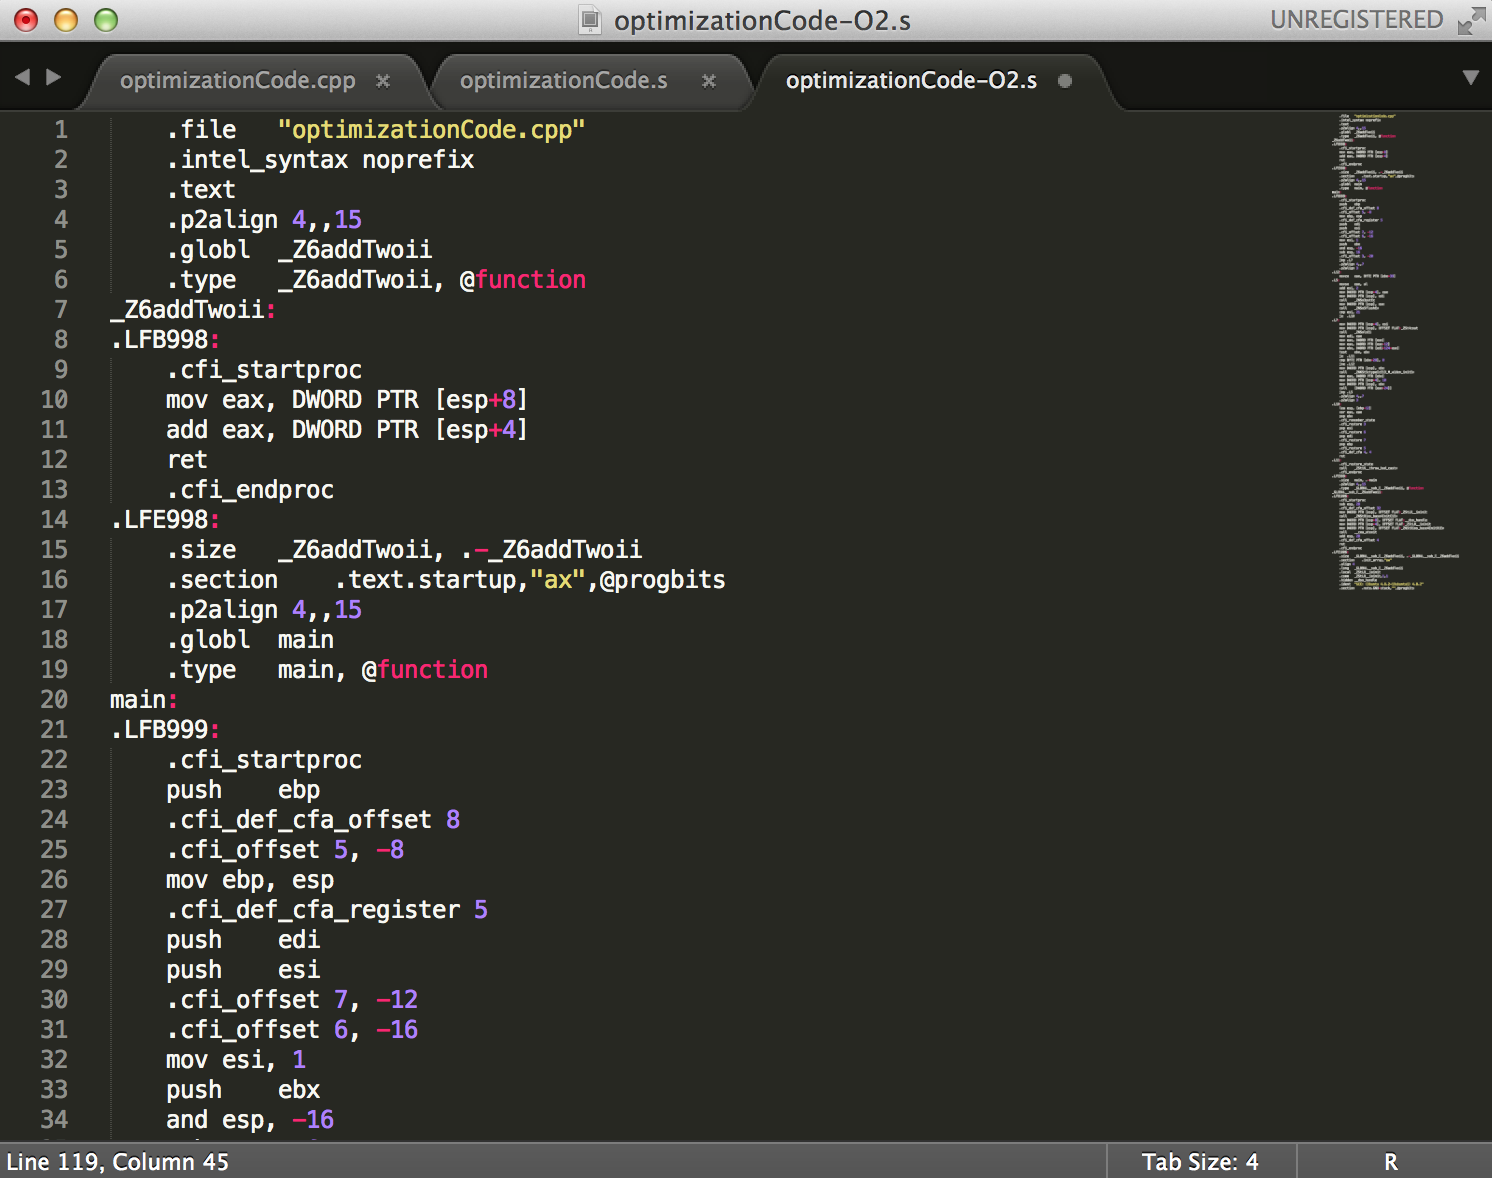 optimizationCode-O2.s
UNREGISTERED
optimizationCode.cpp
optimizationCode.s
optimizationCode-O2.s
1 .file "optimizationCode.cpp"
2 .intel_syntax noprefix
3 .text
4 .p2align 4,,15
5 .globl _Z6addTwoii
6 .type _Z6addTwoii, @function
7 _Z6addTwoii:
8 .LFB998:
9 .cfi_startproc
10 mov eax, DWORD PTR [esp+8]
11 add eax, DWORD PTR [esp+4]
12 ret
13 .cfi_endproc
14 .LFE998:
15 .size _Z6addTwoii, .-_Z6addTwoii
16 .section .text.startup,"ax",@progbits
17 .p2align 4,,15
18 .globl main
19 .type main, @function
20 main:
21 .LFB999:
22 .cfi_startproc
23 push ebp
24 .cfi_def_cfa_offset 8
25 .cfi_offset 5, -8
26 mov ebp, esp
27 .cfi_def_cfa_register 5
28 push edi
29 push esi
30 .cfi_offset 7, -12
31 .cfi_offset 6, -16
32 mov esi, 1
33 push ebx
34 and esp, -16
Line 119, Column 45
Tab Size: 4
R